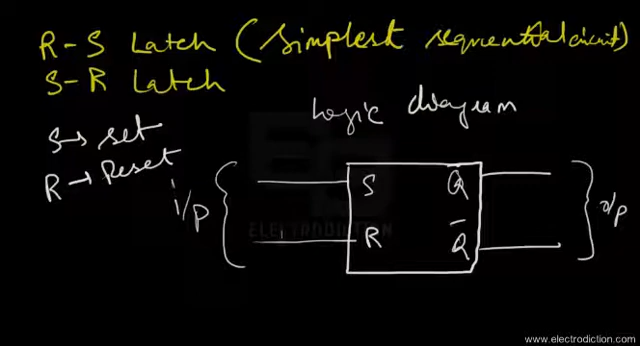 R-S Latch (Simplest sequential circuit)
S-R Latch
Logic diagram
S→ set
R → Reset
i/p
S Q
R Q̅
o/p
ELECTRODICTION
www.electrodiction.com